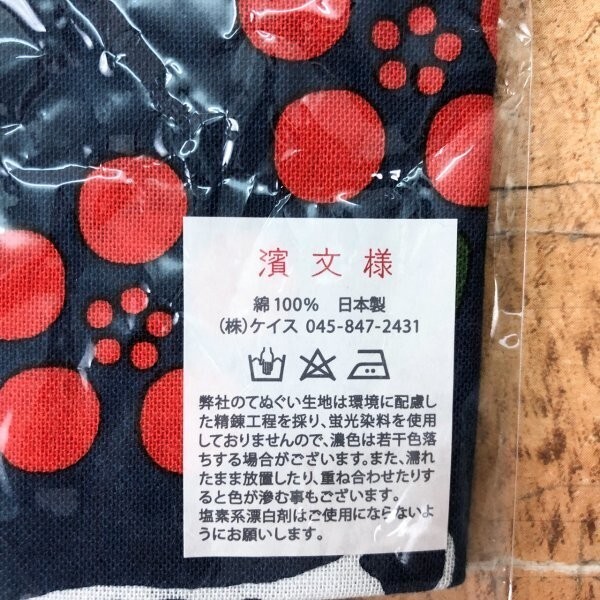 濱文様
綿100% 日本製
(株)ケイス 045-847-2431
弊社のてぬぐい生地は環境に配慮し
た精錬工程を採り、蛍光染料を使用
しておりませんので、濃色は若干色落
ちする場合がございます。また、濡れ
たまま放置したり、重ね合わせたりす
ると色が滲む事もございます。
塩素系漂白剤はご使用にならないよ
うにお願いします。